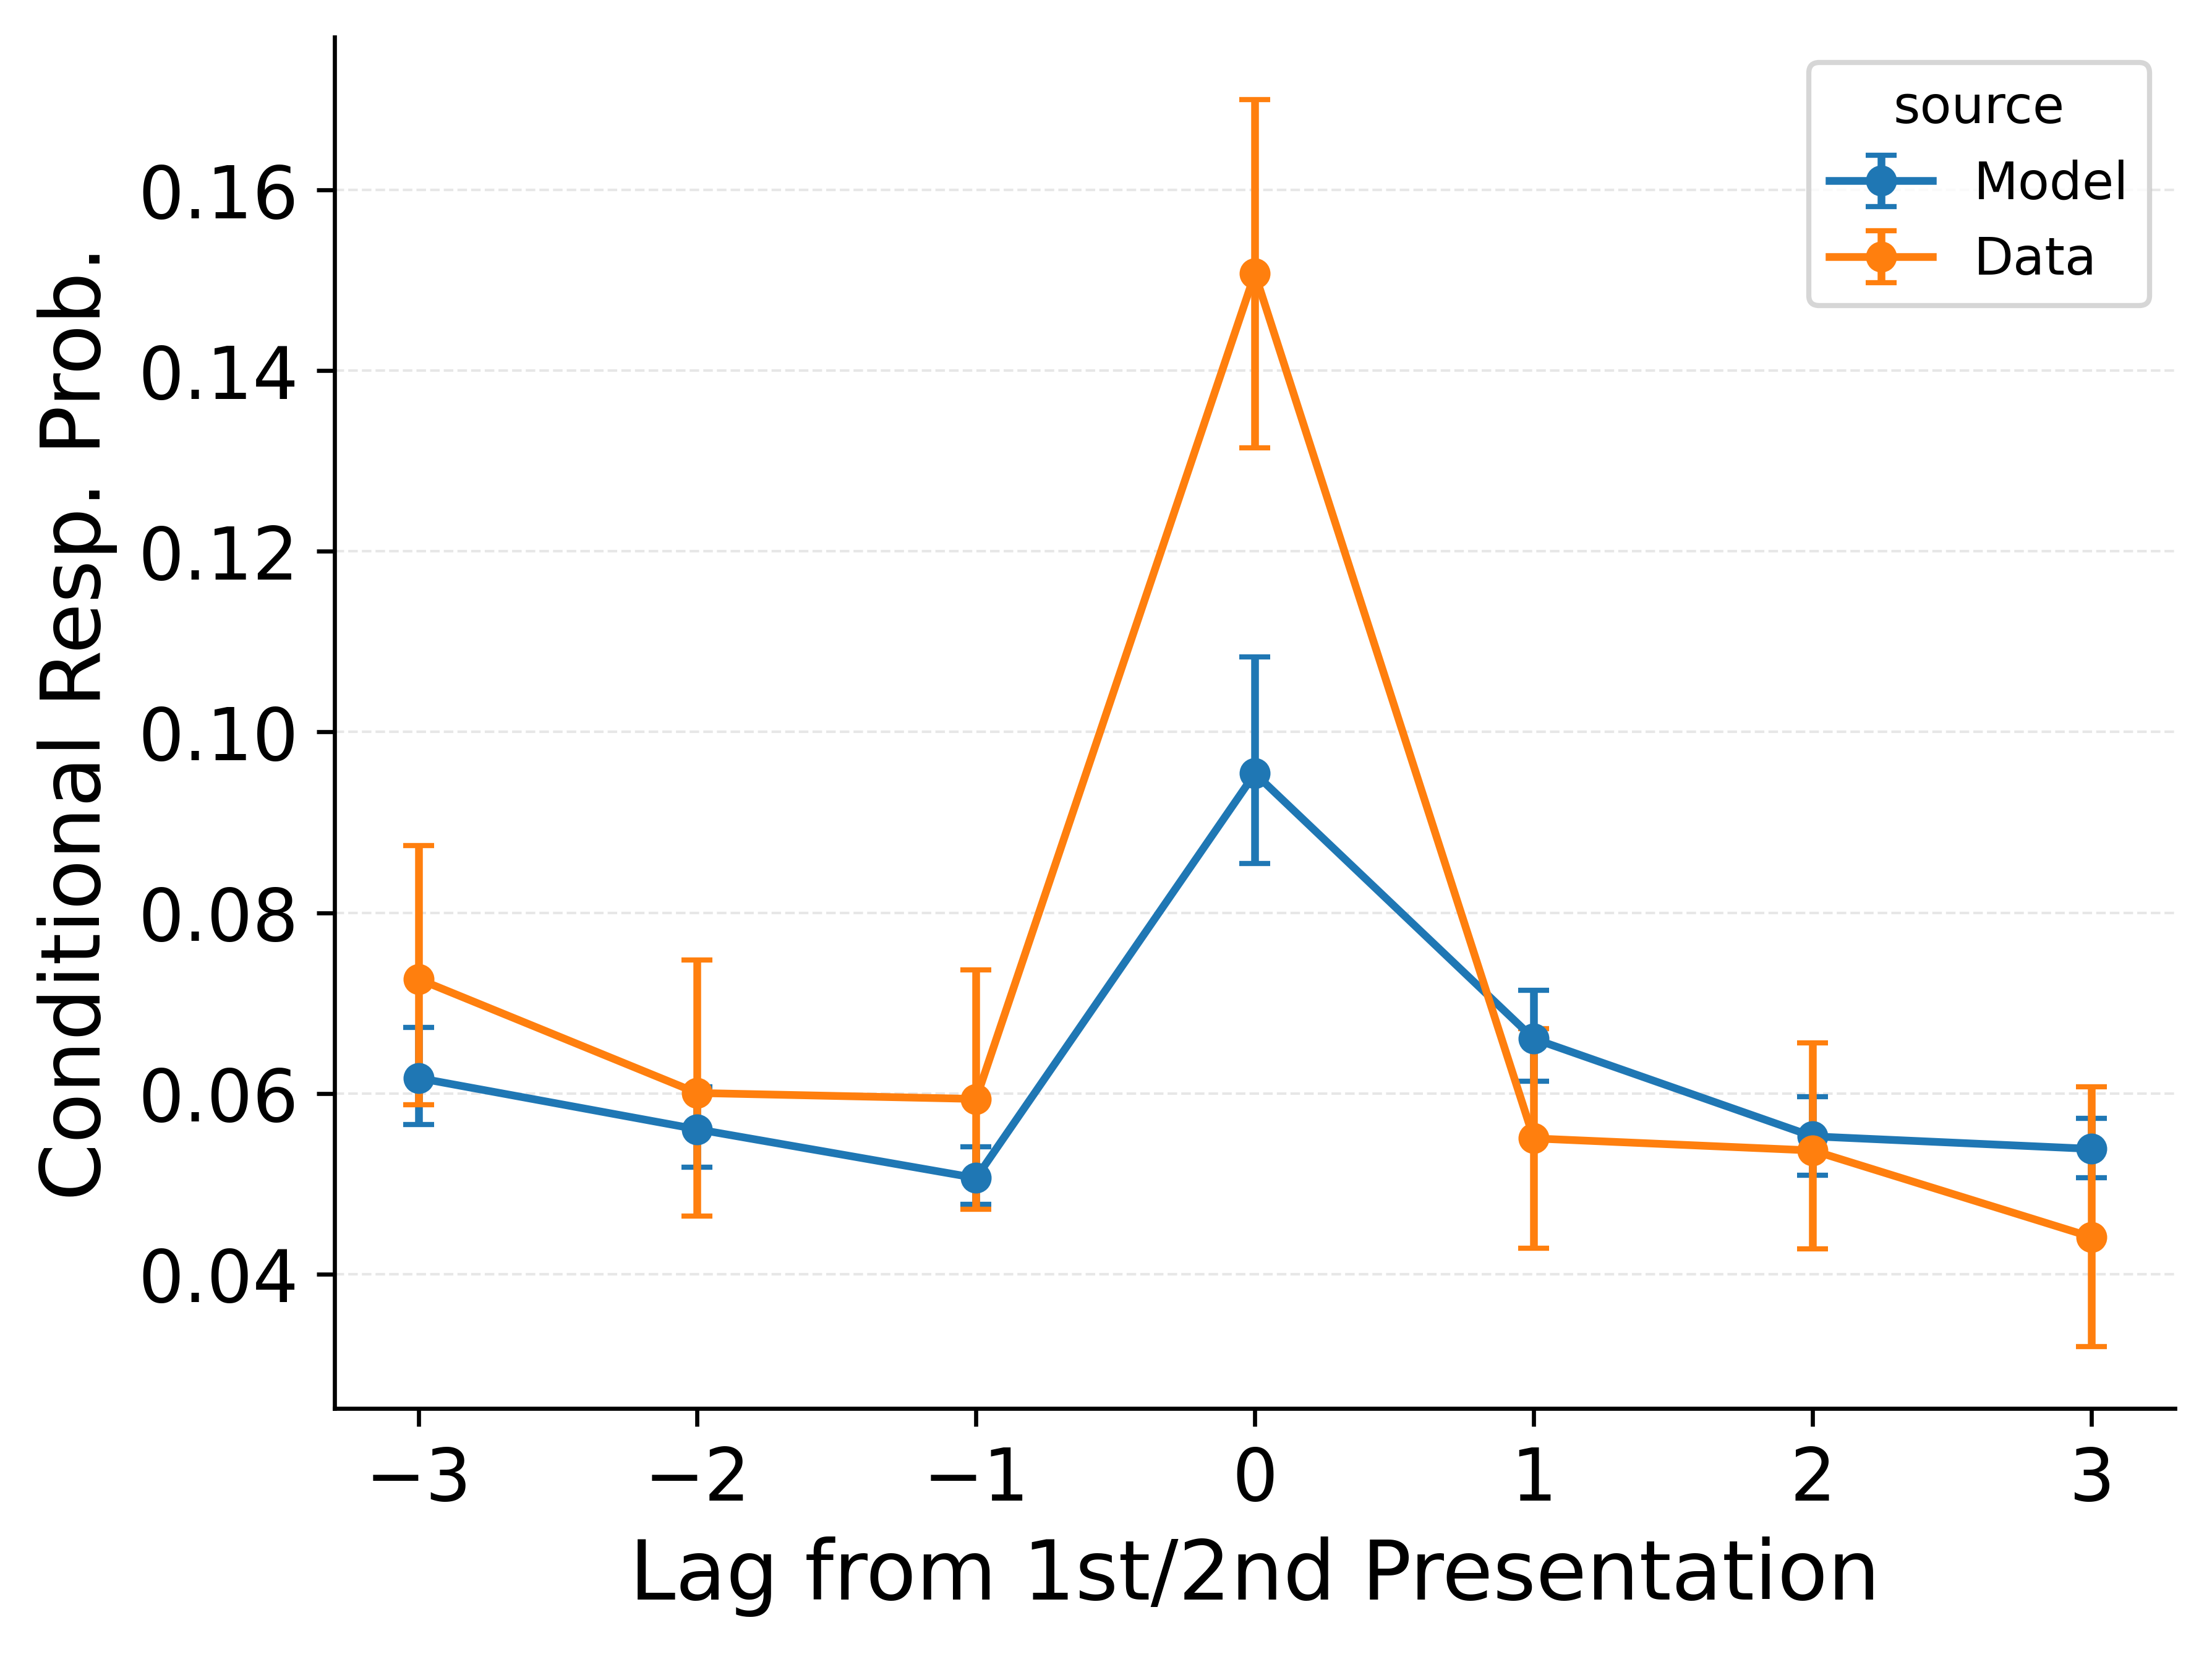 source
Model
Data
Conditional Resp. Prob.
0.16
0.14
0.12
0.10
0.08
0.06
0.04
−3 −2 −1 0 1 2 3
Lag from 1st/2nd Presentation